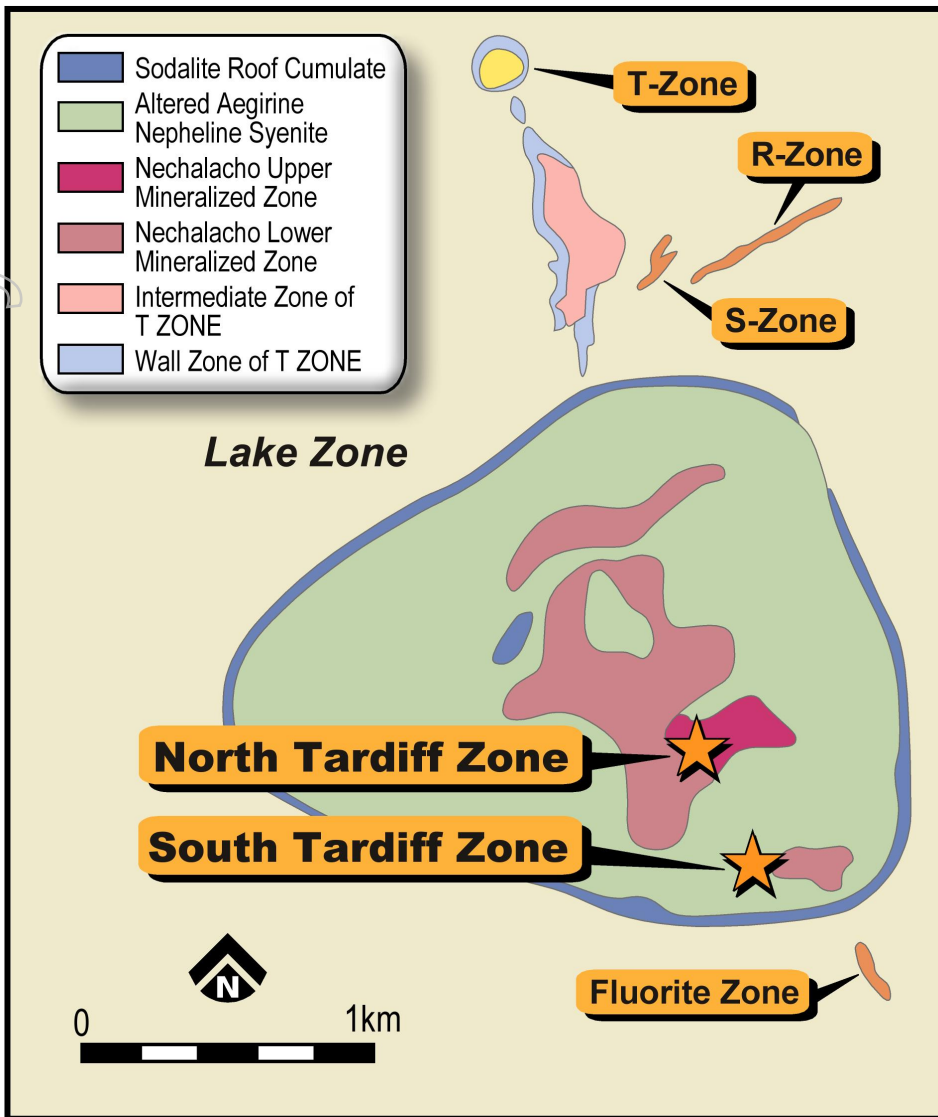 Sodalite Roof Cumulate
Altered Aegirine
Nepheline Syenite
Nechalacho Upper
Mineralized Zone
Nechalacho Lower
Mineralized Zone
Intermediate Zone of
T ZONE
Wall Zone of T ZONE
T-Zone
R-Zone
S-Zone
Lake Zone
North Tardiff Zone
South Tardiff Zone
Fluorite Zone
N
0 1km